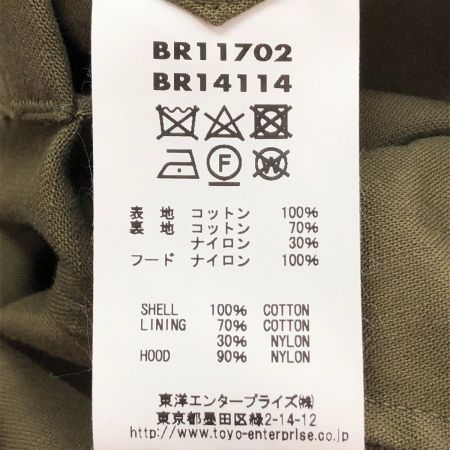 BR11702
BR14114
F
W
表 地 コットン 100%
裏 地 コットン 70%
ナイロン 30%
フード ナイロン 100%
SHELL 100% COTTON
LINING 70% COTTON
30% NYLON
HOOD 90% NYLON
東洋エンタープライズ㈱
東京都墨田区緑2-14-12
http://www.toyo-enterprise.co.jp/